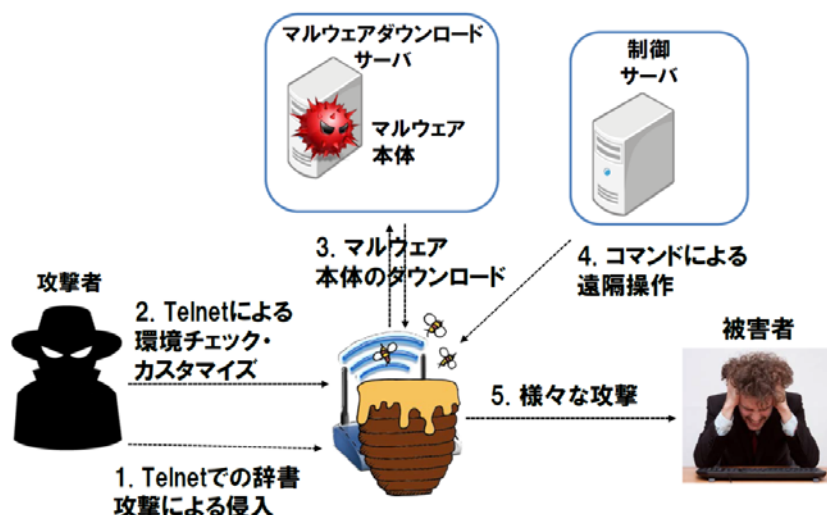 マルウェアダウンロード
サーバ
マルウェア
本体
制御
サーバ
3. マルウェア
本体のダウンロード
4. コマンドによる
遠隔操作
攻撃者
2. Telnetによる
環境チェック・
カスタマイズ
被害者
5. 様々な攻撃
1. Telnetでの辞書
攻撃による侵入